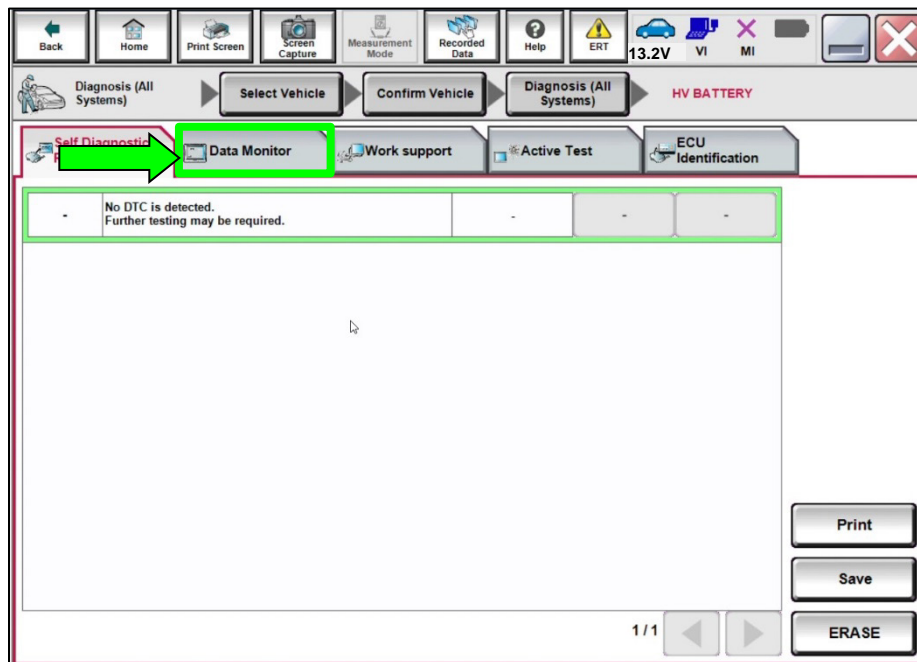 Back
Home
Print Screen
Screen
Capture
Measurement
Mode
Recorded
Data
Help
ERT
13.2V
VI
MI
Diagnosis (All
Systems)
Select Vehicle
Confirm Vehicle
Diagnosis (All
Systems)
HV BATTERY
Self Diagnostic
Data Monitor
Work support
Active Test
ECU
Identification
-
No DTC is detected.
Further testing may be required.
-
-
-
Print
Save
1/1
ERASE